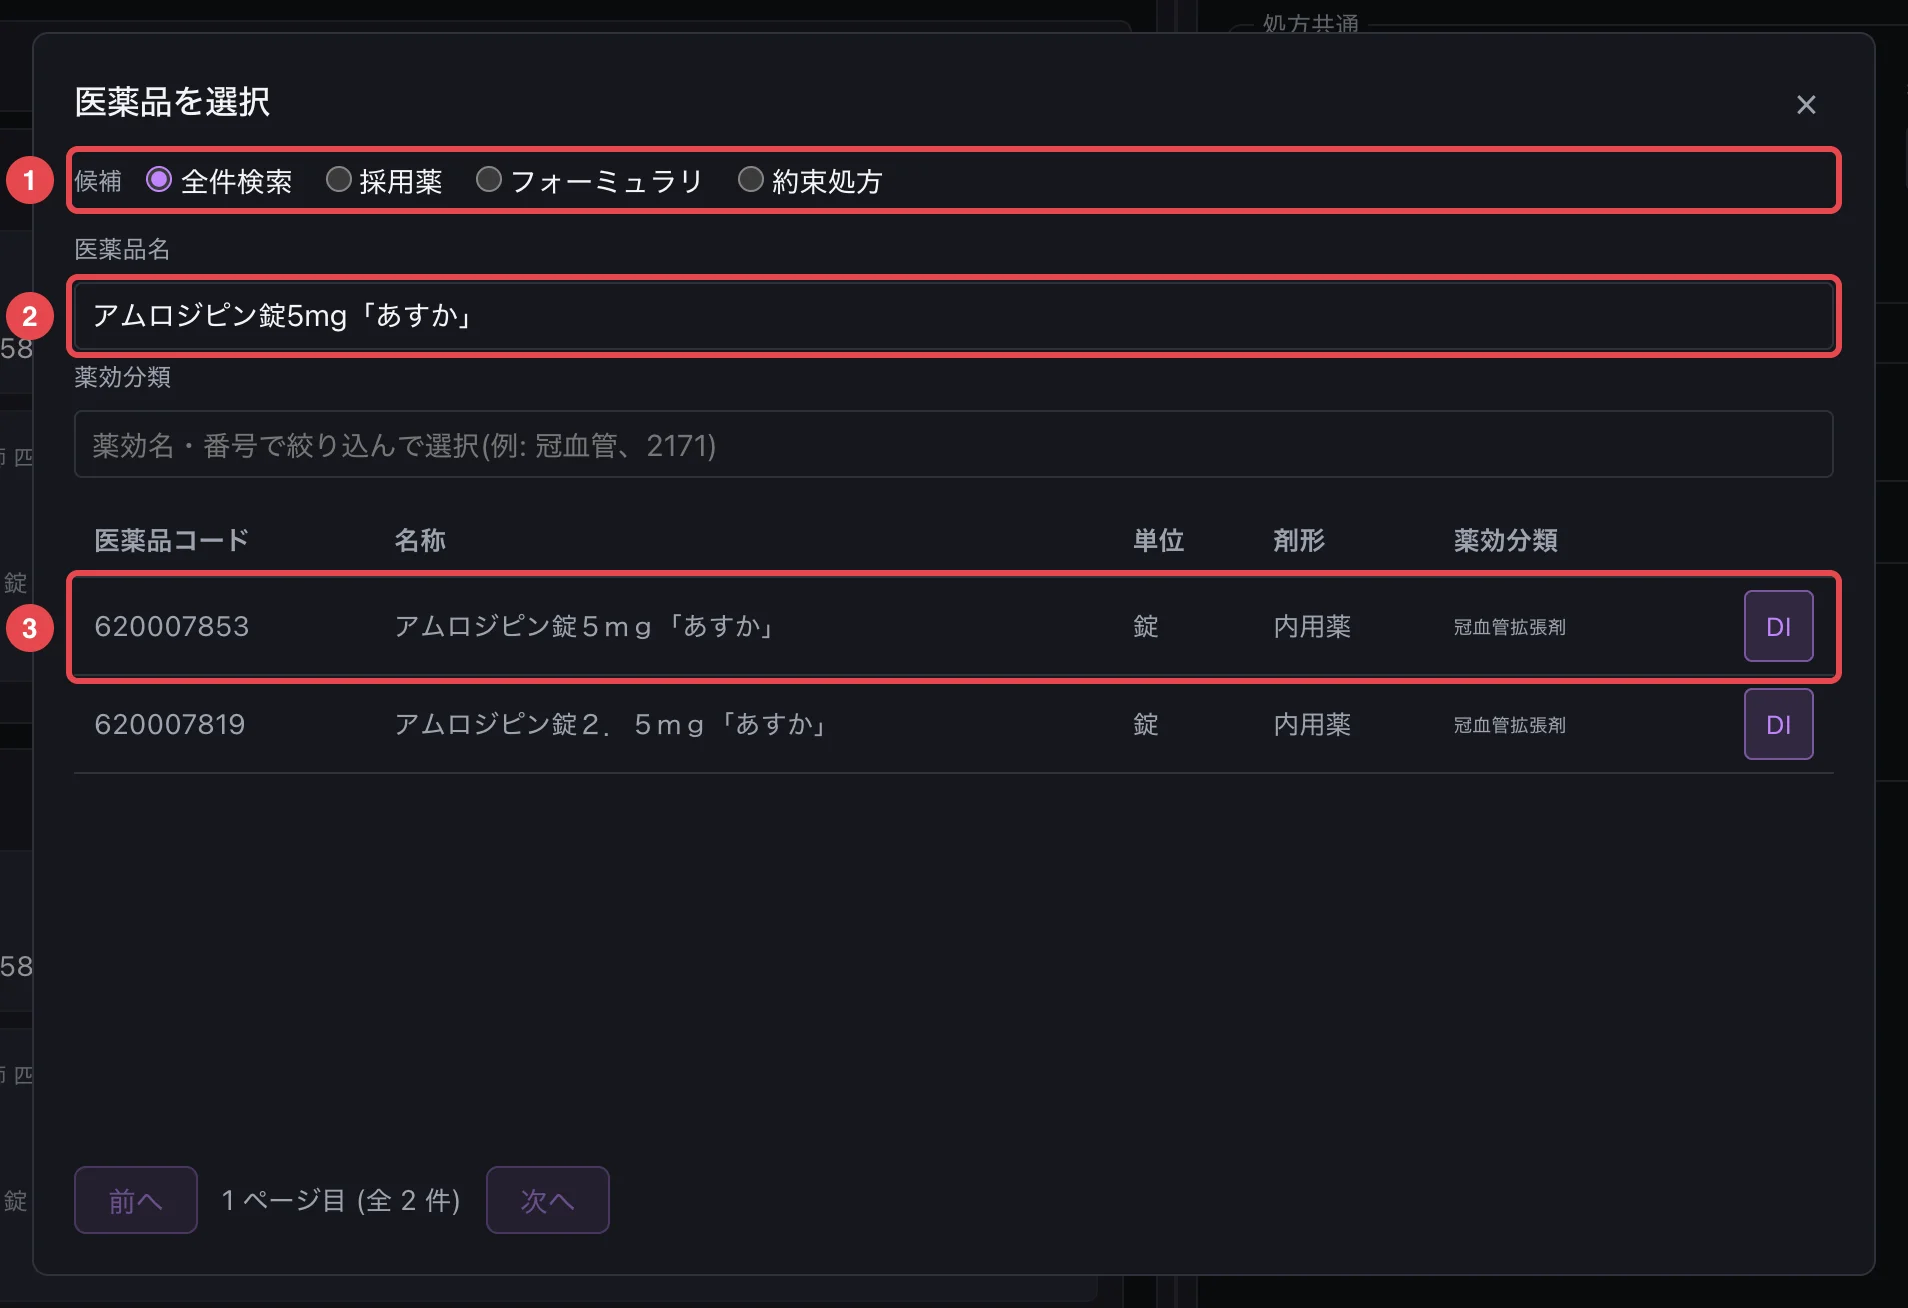 処方共通
医薬品を選択
×
1
候補 全件検索 採用薬 フォーミュラリ 約束処方
医薬品名
2
アムロジピン錠5mg「あすか」
58
薬効分類
薬効名・番号で絞り込んで選択(例: 冠血管、2171)
匹
医薬品コード 名称 単位 剤形 薬効分類
錠
3
620007853 アムロジピン錠５ｍｇ「あすか」 錠 内用薬 冠血管拡張剤 DI
620007819 アムロジピン錠２．５ｍｇ「あすか」 錠 内用薬 冠血管拡張剤 DI
58
匹
錠
前へ 1 ページ目 (全 2 件) 次へ